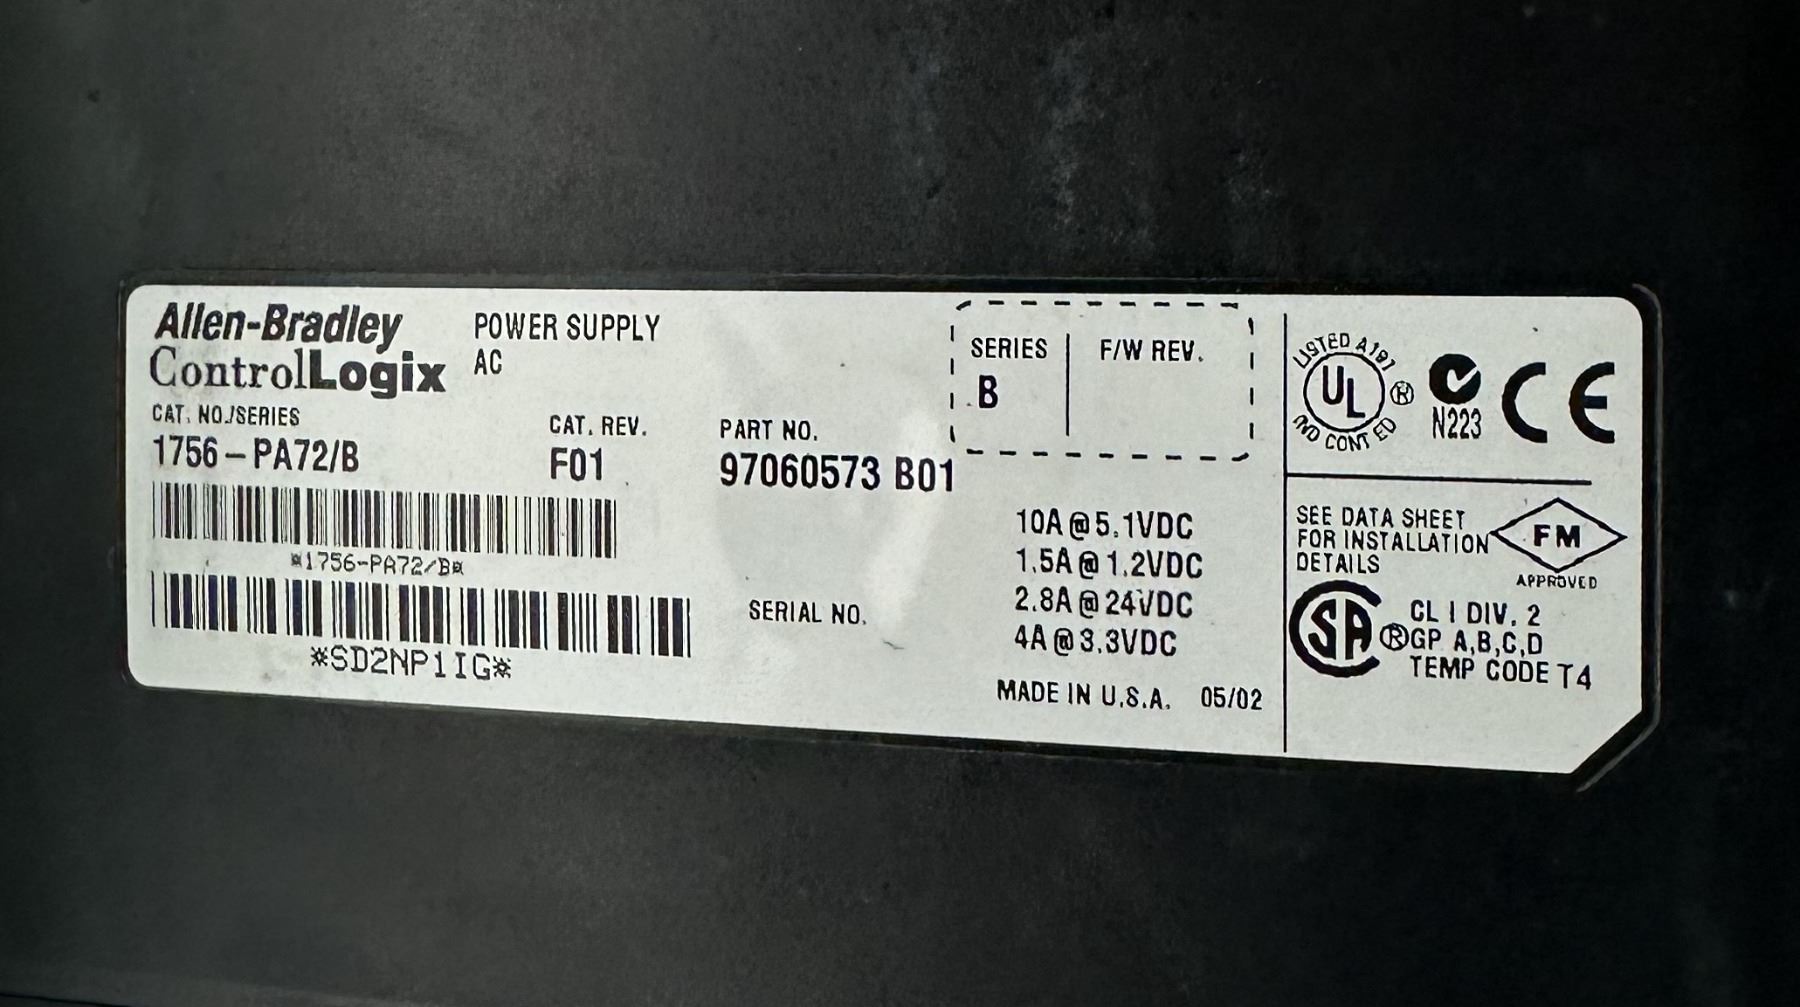 Allen-Bradley
ControlLogix
POWER SUPPLY
AC
CAT. NO./SERIES
1756-PA72/B
CAT. REV.
F01
PART NO.
97060573 B01
SERIES
B
F/W REV.
*1756-PA72/B*
*SD2NP1IG*
SERIAL NO.
10A@5.1VDC
1.5A@1.2VDC
2.8A@24VDC
4A@3.3VDC
MADE IN U.S.A. 05/02
LISTED A197
UL ®
IND CONT EQ
N223
CE
SEE DATA SHEET
FOR INSTALLATION
DETAILS
FM
APPROVED
SA ®
CL I DIV. 2
GP A,B,C,D
TEMP CODE T4